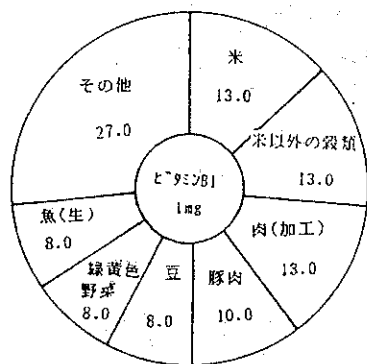 米
13.0
米以外の穀類
13.0
肉(加工)
13.0
豚肉
10.0
豆
8.0
緑黄色
野菜
8.0
魚(生)
8.0
その他
27.0
ビタミンB1
1mg